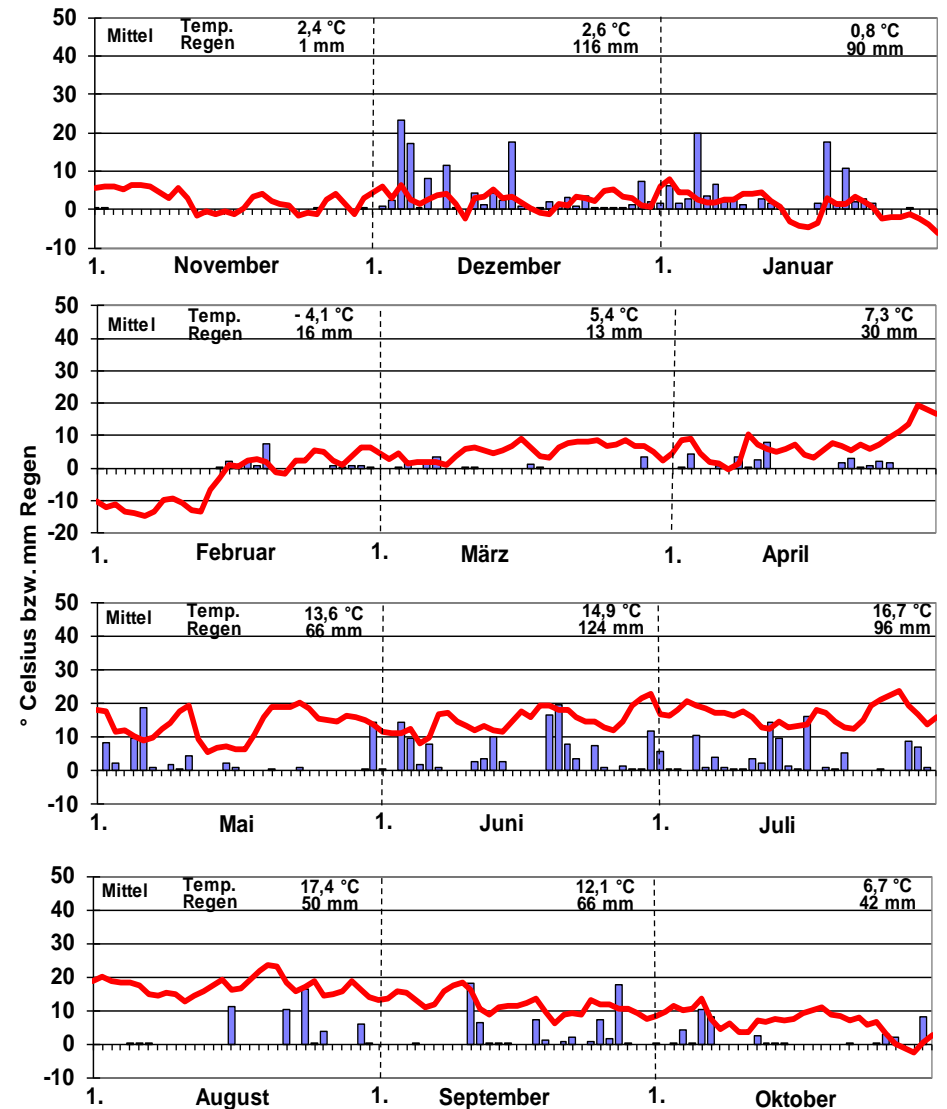 ° Celsius bzw. mm Regen
50
40
30
20
10
0
-10
Mittel Temp. 2,4 °C 2,6 °C 0,8 °C
Regen 1 mm 116 mm 90 mm
1. November 1. Dezember 1. Januar
50
40
30
20
10
0
-10
-20
Mittel Temp. - 4,1 °C 5,4 °C 7,3 °C
Regen 16 mm 13 mm 30 mm
1. Februar 1. März 1. April
50
40
30
20
10
0
-10
Mittel Temp. 13,6 °C 14,9 °C 16,7 °C
Regen 66 mm 124 mm 96 mm
1. Mai 1. Juni 1. Juli
50
40
30
20
10
0
-10
Mittel Temp. 17,4 °C 12,1 °C 6,7 °C
Regen 50 mm 66 mm 42 mm
1. August 1. September 1. Oktober